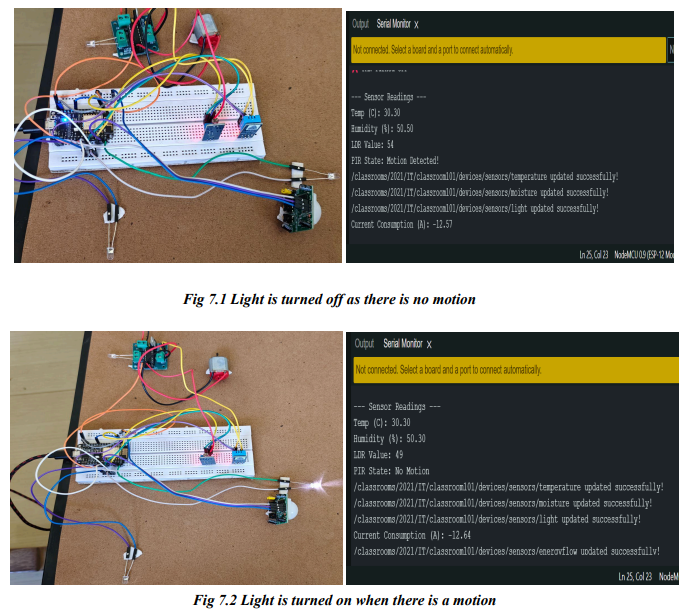 Output Serial Monitor x
Not connected. Select a board and a port to connect automatically.
N
--- Sensor Readings ---
Temp (C): 30.30
Humidity (%): 50.50
LDR Value: 54
PIR State: Motion Detected!
/classrooms/2021/IT/classroom101/devices/sensors/temperature updated successfully!
/classrooms/2021/IT/classroom101/devices/sensors/moisture updated successfully!
/classrooms/2021/IT/classroom101/devices/sensors/light updated successfully!
Current Consumption (A): -12.57
Ln 25, Col 23 NodeMCU 0.9 (ESP-12 Mo
Fig 7.1 Light is turned off as there is no motion
Output Serial Monitor x
Not connected. Select a board and a port to connect automatically.
--- Sensor Readings ---
Temp (C): 30.30
Humidity (%): 50.30
LDR Value: 49
PIR State: No Motion
/classrooms/2021/IT/classroom101/devices/sensors/temperature updated successfully!
/classrooms/2021/IT/classroom101/devices/sensors/moisture updated successfully!
/classrooms/2021/IT/classroom101/devices/sensors/light updated successfully!
Current Consumption (A): -12.64
/classrooms/2021/IT/classroom101/devices/sensors/energyflow updated successfully!
Ln 25, Col 23 NodeM
Fig 7.2 Light is turned on when there is a motion